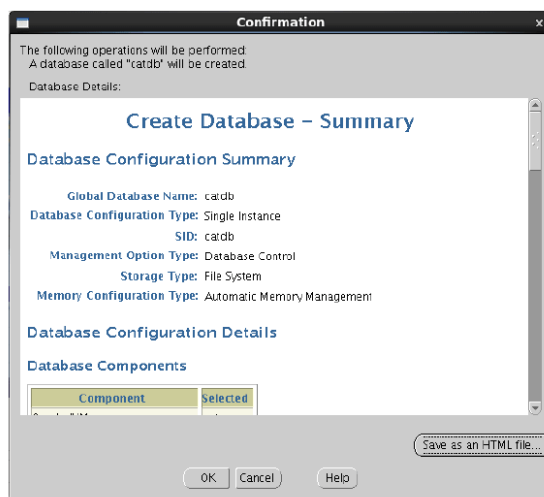 Confirmation
x
The following operations will be performed:
A database called "catdb" will be created.
Database Details:
Create Database – Summary
Database Configuration Summary
Global Database Name: catdb
Database Configuration Type: Single Instance
SID: catdb
Management Option Type: Database Control
Storage Type: File System
Memory Configuration Type: Automatic Memory Management
Database Configuration Details
Database Components
Component Selected
Save as an HTML file...
OK Cancel Help